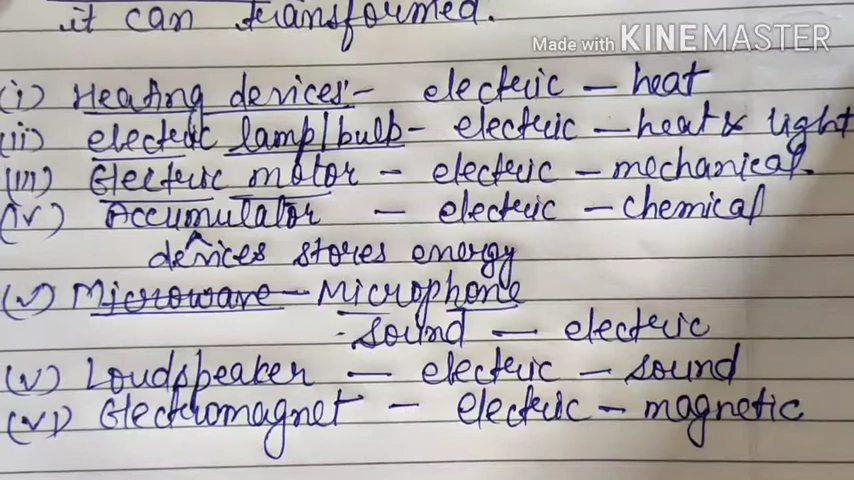 it can transformed.
Made with KINEMASTER
(i) Heating devices - electric - heat
(ii) electric lamp/bulb - electric - heat & light
(iii) Electric motor - electric - mechanical.
(iv) Accumulator - electric - chemical
devices stores energy
(v) Microware - Microphone
- sound - electric
(v) Loudspeaker - electric - sound
(vi) Electromagnet - electric - magnetic